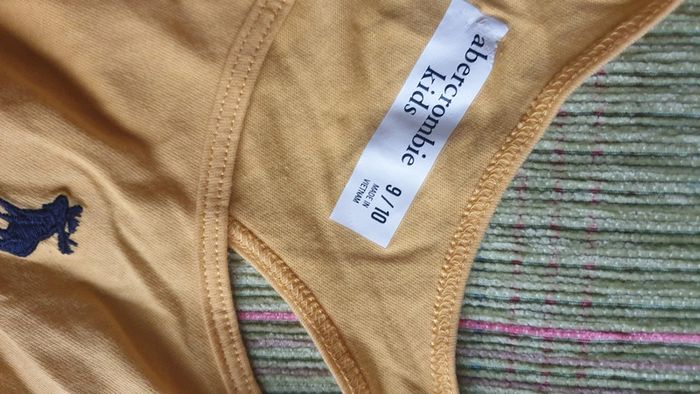 abercrombie
kids
9/10
MADE IN
VIETNAM